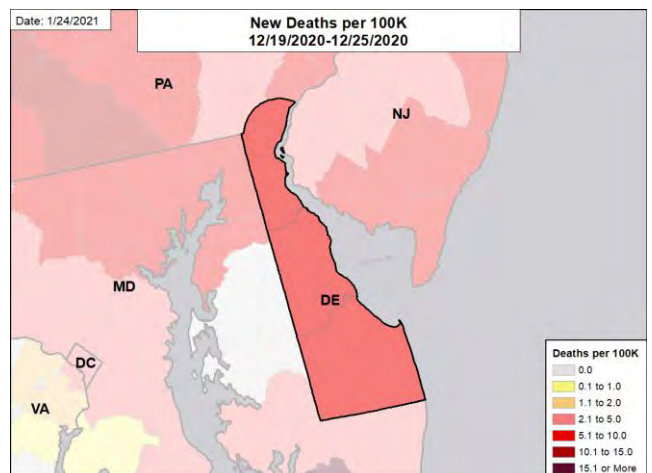 Date: 1/24/2021
New Deaths per 100K
12/19/2020-12/25/2020
PA
NJ
MD
DE
DC
VA
Deaths per 100K
0.0
0.1 to 1.0
1.1 to 2.0
2.1 to 5.0
5.1 to 10.0
10.1 to 15.0
15.1 or More